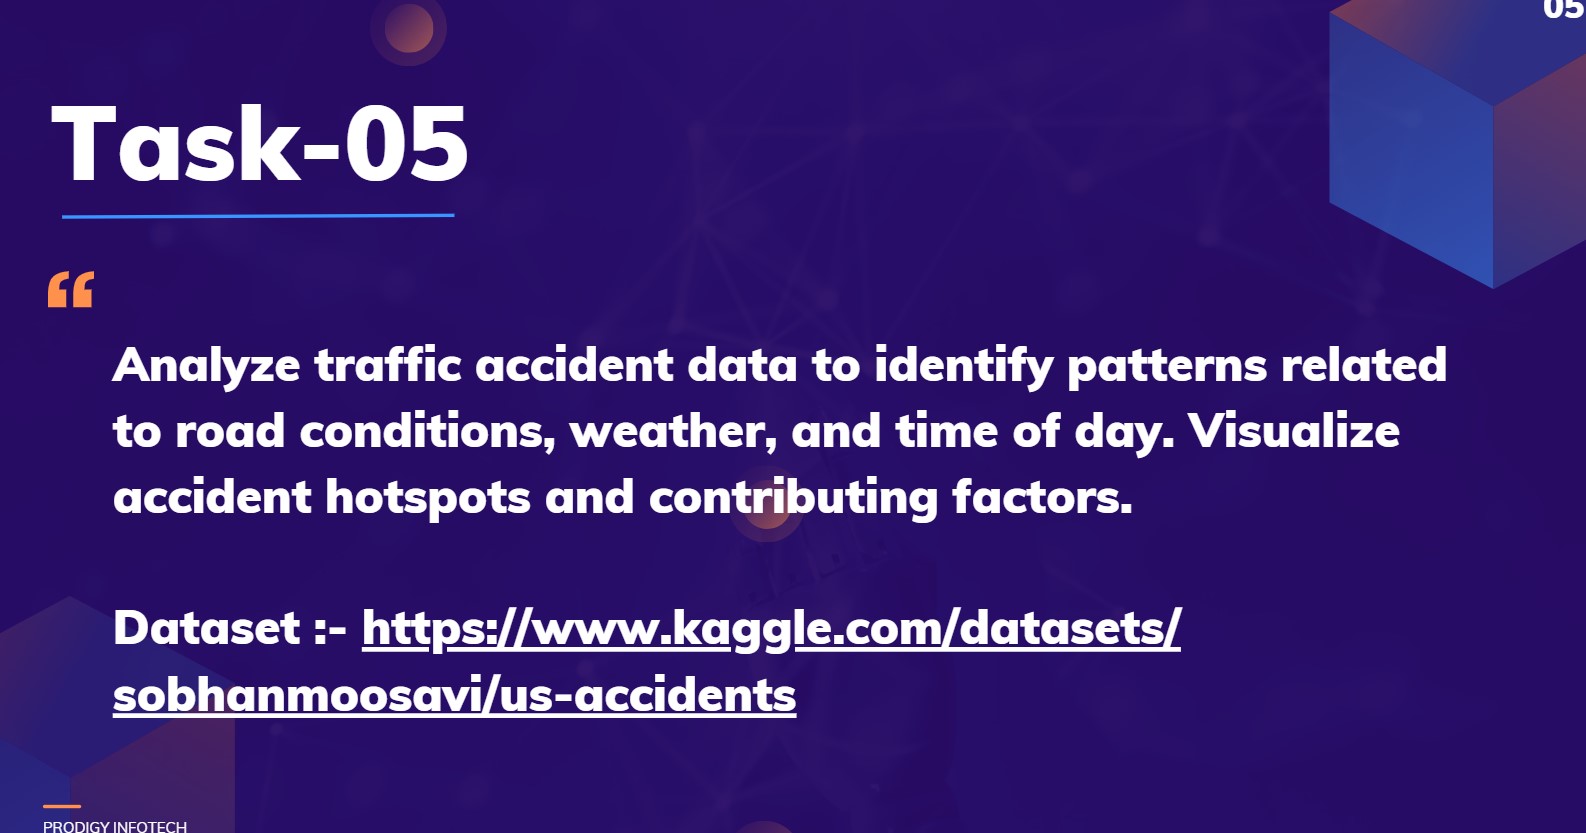 05
Task-05
“
Analyze traffic accident data to identify patterns related
to road conditions, weather, and time of day. Visualize
accident hotspots and contributing factors.
Dataset :- https://www.kaggle.com/datasets/
sobhanmoosavi/us-accidents
PRODIGY INFOTECH